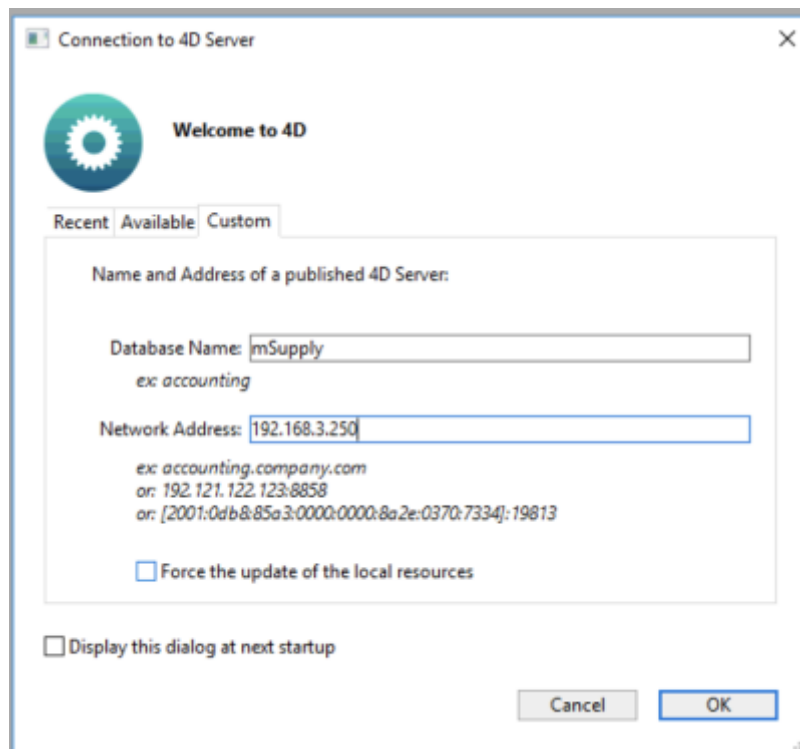 Connection to 4D Server
Welcome to 4D
Recent Available Custom
Name and Address of a published 4D Server:
Database Name: mSupply
ex: accounting
Network Address: 192.168.3.250
ex: accounting.company.com
or: 192.121.122.123:8858
or: [2001:0db8:85a3:0000:0000:8a2e:0370:7334]:19813
Force the update of the local resources
Display this dialog at next startup
Cancel OK